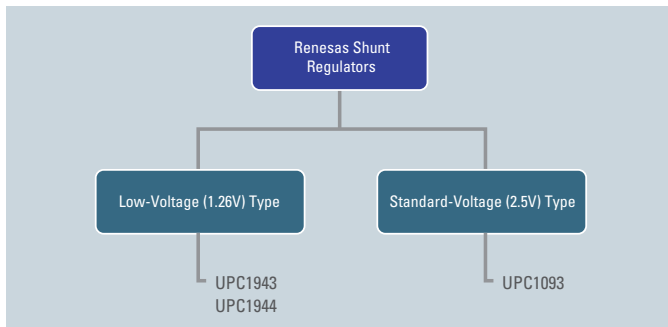 Renesas Shunt
Regulators
Low-Voltage (1.26V) Type
Standard-Voltage (2.5V) Type
UPC1943
UPC1944
UPC1093